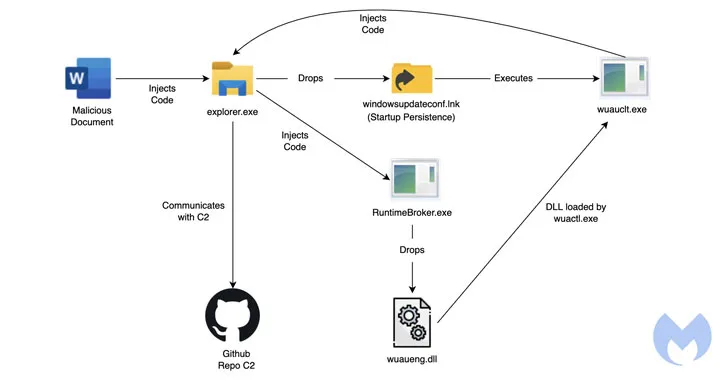 Injects
Code
W
Injects
Code
Drops
Executes
Malicious
Document
explorer.exe
windowsupdateconf.lnk
(Startup Persistence)
wuauclt.exe
Injects
Code
Communicates
with C2
RuntimeBroker.exe
DLL loaded by
wuactl.exe
Drops
Github
Repo C2
wuaueng.dll